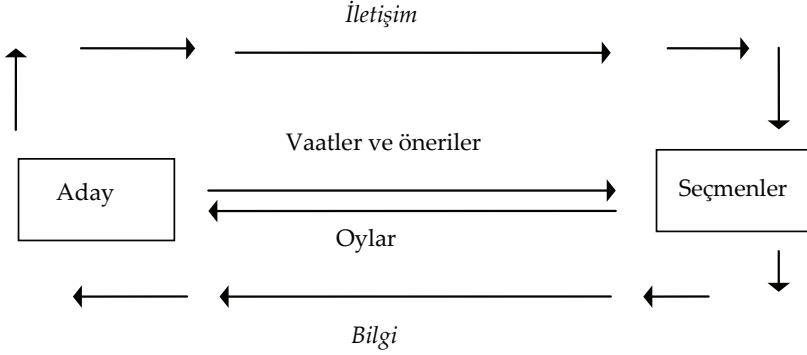 İletişim
Vaatler ve öneriler
Aday
Seçmenler
Oylar
Bilgi